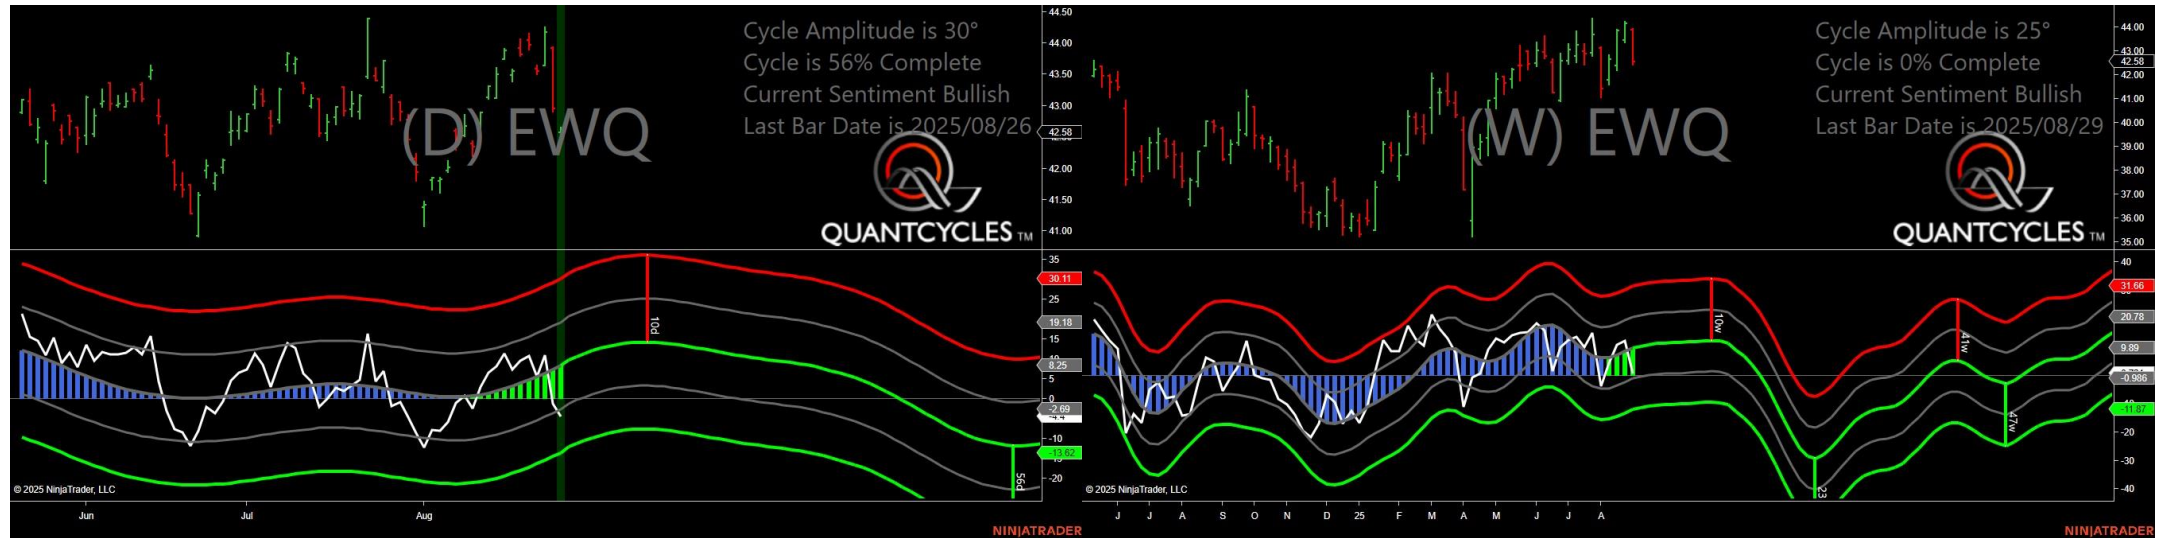 Cycle Amplitude is 30°
Cycle is 56% Complete
Current Sentiment Bullish
Last Bar Date is 2025/08/26
(D) EWQ
QUANTCYCLES TM
44.50
44.00
43.50
43.00
42.58
42.00
41.50
41.00
35
30.11
25
19.18
15
8.25
5
0
-2.69
-4.4
-10
-13.62
-20
10d
56d
© 2025 NinjaTrader, LLC
Jun Jul Aug
NINJATRADER
Cycle Amplitude is 25°
Cycle is 0% Complete
Current Sentiment Bullish
Last Bar Date is 2025/08/29
(W) EWQ
QUANTCYCLES TM
44.00
43.00
42.58
42.00
41.00
40.00
39.00
38.00
37.00
36.00
35.00
40
31.66
20.78
9.89
-0.986
-11.87
-20
-30
-40
10w
41w
47w
23
© 2025 NinjaTrader, LLC
J J A S O N D 25 F M A M J J A
NINJATRADER